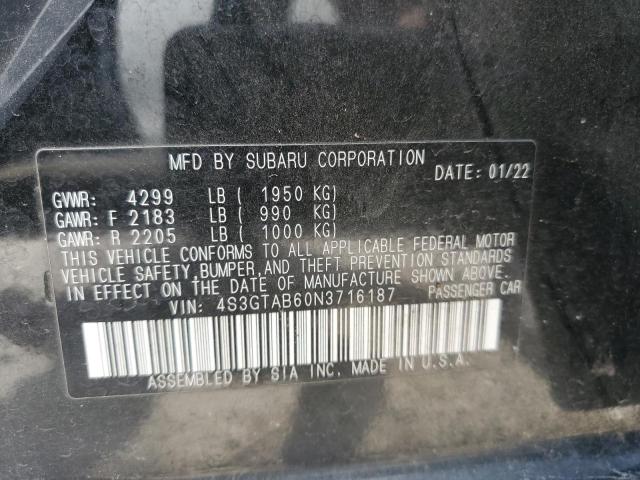 MFD BY SUBARU CORPORATION
DATE: 01/22
GVWR: 4299 LB ( 1950 KG)
GAWR: F 2183 LB ( 990 KG)
GAWR: R 2205 LB ( 1000 KG)
THIS VEHICLE CONFORMS TO ALL APPLICABLE FEDERAL MOTOR
VEHICLE SAFETY, BUMPER, AND THEFT PREVENTION STANDARDS
IN EFFECT ON THE DATE OF MANUFACTURE SHOWN ABOVE.
VIN: 4S3GTAB60N3716187 PASSENGER CAR
ASSEMBLED BY SIA INC, MADE IN U.S.A.